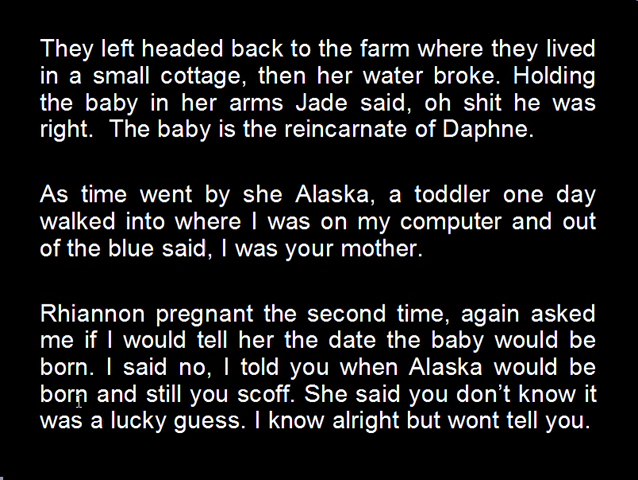 They left headed back to the farm where they lived
in a small cottage, then her water broke. Holding
the baby in her arms Jade said, oh shit he was
right.  The baby is the reincarnate of Daphne.
As time went by she Alaska, a toddler one day
walked into where I was on my computer and out
of the blue said, I was your mother.
Rhiannon pregnant the second time, again asked
me if I would tell her the date the baby would be
born. I said no, I told you when Alaska would be
born and still you scoff. She said you don’t know it
was a lucky guess. I know alright but wont tell you.